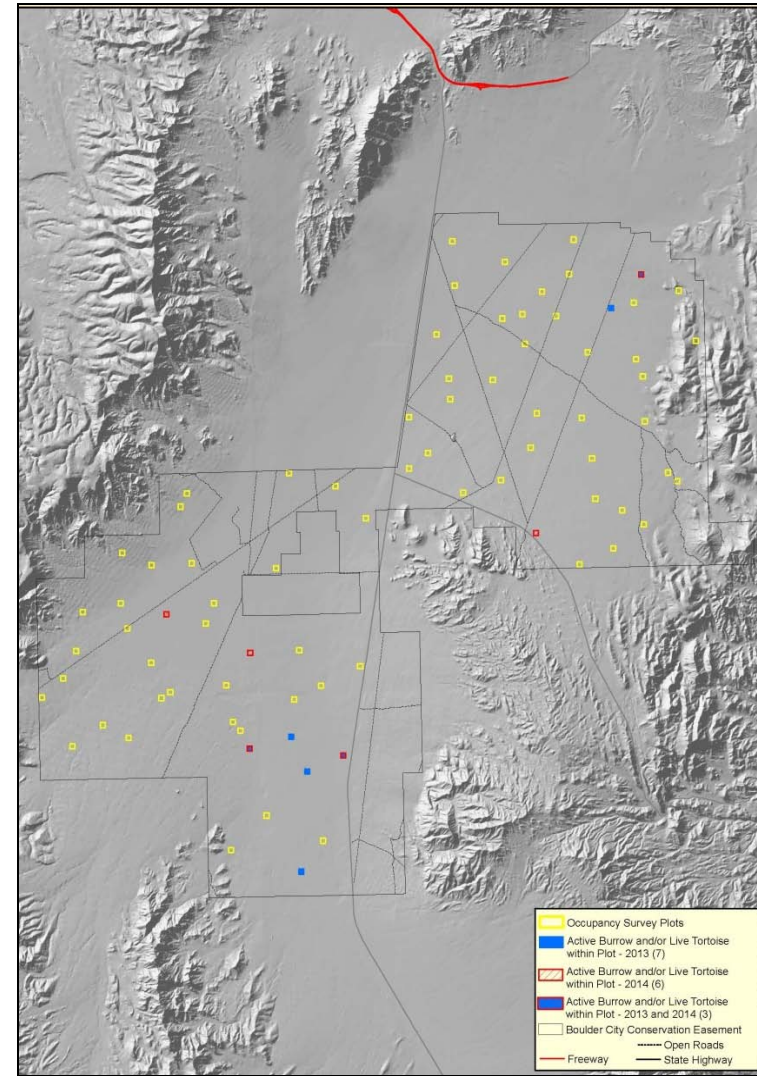 Occupancy Survey Plots
Active Burrow and/or Live Tortoise
within Plot - 2013 (7)
Active Burrow and/or Live Tortoise
within Plot - 2014 (6)
Active Burrow and/or Live Tortoise
within Plot - 2013 and 2014 (3)
Boulder City Conservation Easement
Open Roads
Freeway State Highway